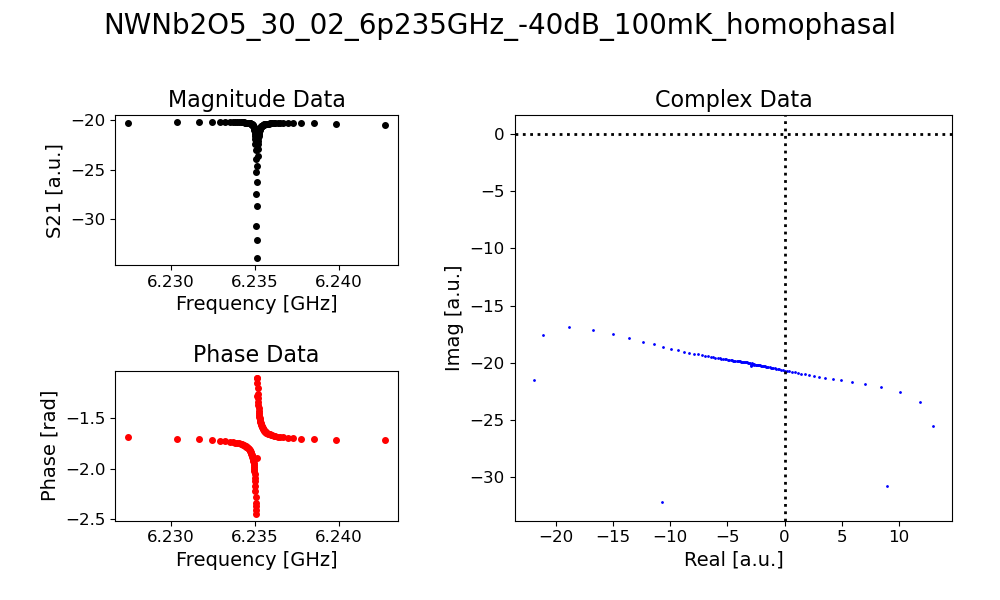 NWNb2O5_30_02_6p235GHz_-40dB_100mK_homophasal
Magnitude Data
S21 [a.u.]
−20
−25
−30
6.230 6.235 6.240
Frequency [GHz]
Phase Data
Phase [rad]
−1.5
−2.0
−2.5
6.230 6.235 6.240
Frequency [GHz]
Complex Data
Imag [a.u.]
0
−5
−10
−15
−20
−25
−30
−20 −15 −10 −5 0 5 10
Real [a.u.]